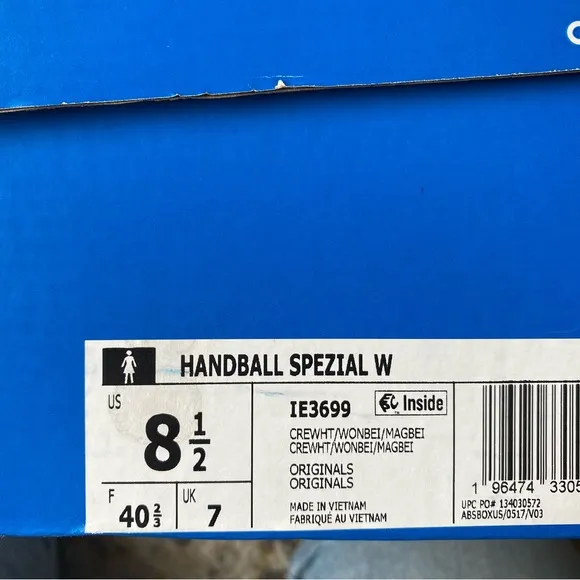 HANDBALL SPEZIAL W
US
8 1/2
F
40 2/3
UK
7
IE3699
Inside
CREWHT/WONBEI/MAGBEI
CREWHT/WONBEI/MAGBEI
ORIGINALS
ORIGINALS
MADE IN VIETNAM
FABRIQUÉ AU VIETNAM
1 96474 3305
UPC PO# 134030572
ABSBOXUS/0517/V03